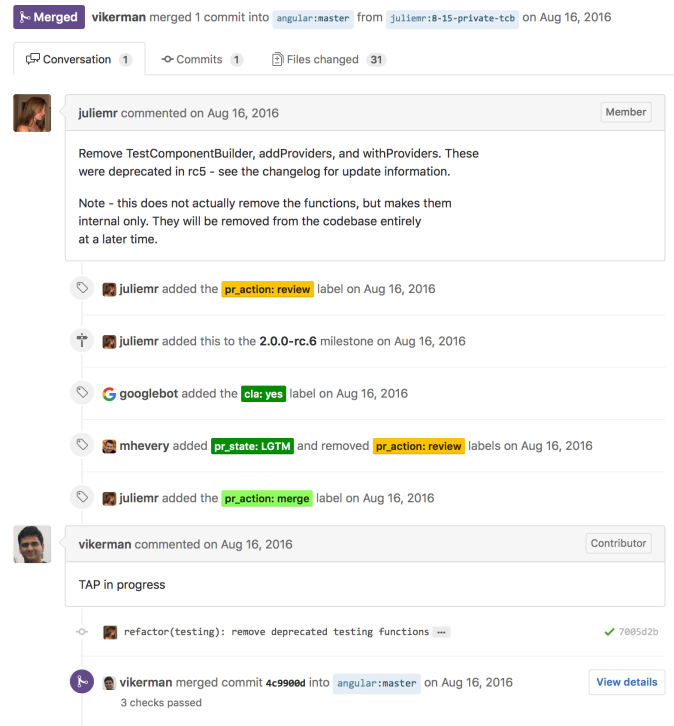 Merged vikerman merged 1 commit into angular:master from juliemr:8-15-private-tcb on Aug 16, 2016
Conversation 1 Commits 1 Files changed 31
juliemr commented on Aug 16, 2016 Member
Remove TestComponentBuilder, addProviders, and withProviders. These
were deprecated in rc5 - see the changelog for update information.
Note - this does not actually remove the functions, but makes them
internal only. They will be removed from the codebase entirely
at a later time.
juliemr added the pr_action: review label on Aug 16, 2016
juliemr added this to the 2.0.0-rc.6 milestone on Aug 16, 2016
googlebot added the cla: yes label on Aug 16, 2016
mhevery added pr_state: LGTM and removed pr_action: review labels on Aug 16, 2016
juliemr added the pr_action: merge label on Aug 16, 2016
vikerman commented on Aug 16, 2016 Contributor
TAP in progress
refactor(testing): remove deprecated testing functions … 7005d2b
vikerman merged commit 4c9900d into angular:master on Aug 16, 2016 View details
3 checks passed